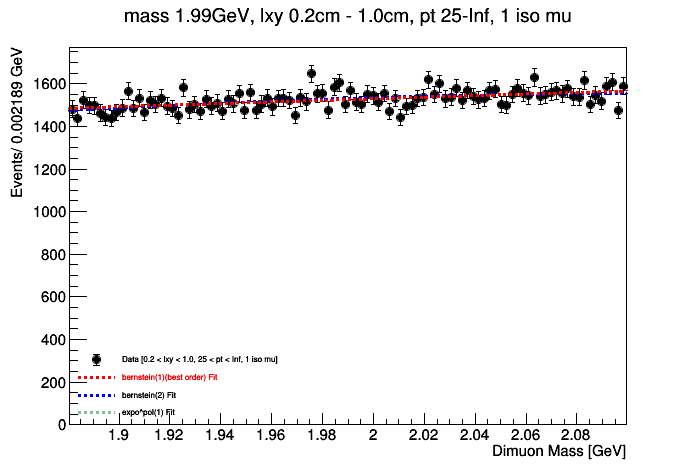 mass 1.99GeV, lxy 0.2cm - 1.0cm, pt 25-Inf, 1 iso mu
Events/ 0.002189 GeV
1600
1400
1200
1000
800
600
400
200
0
Data [0.2 < lxy < 1.0, 25 < pt < Inf, 1 iso mu]
bernstein(1)(best order) Fit
bernstein(2) Fit
expo^pol(1) Fit
1.9
1.92
1.94
1.96
1.98
2
2.02
2.04
2.06
2.08
Dimuon Mass [GeV]